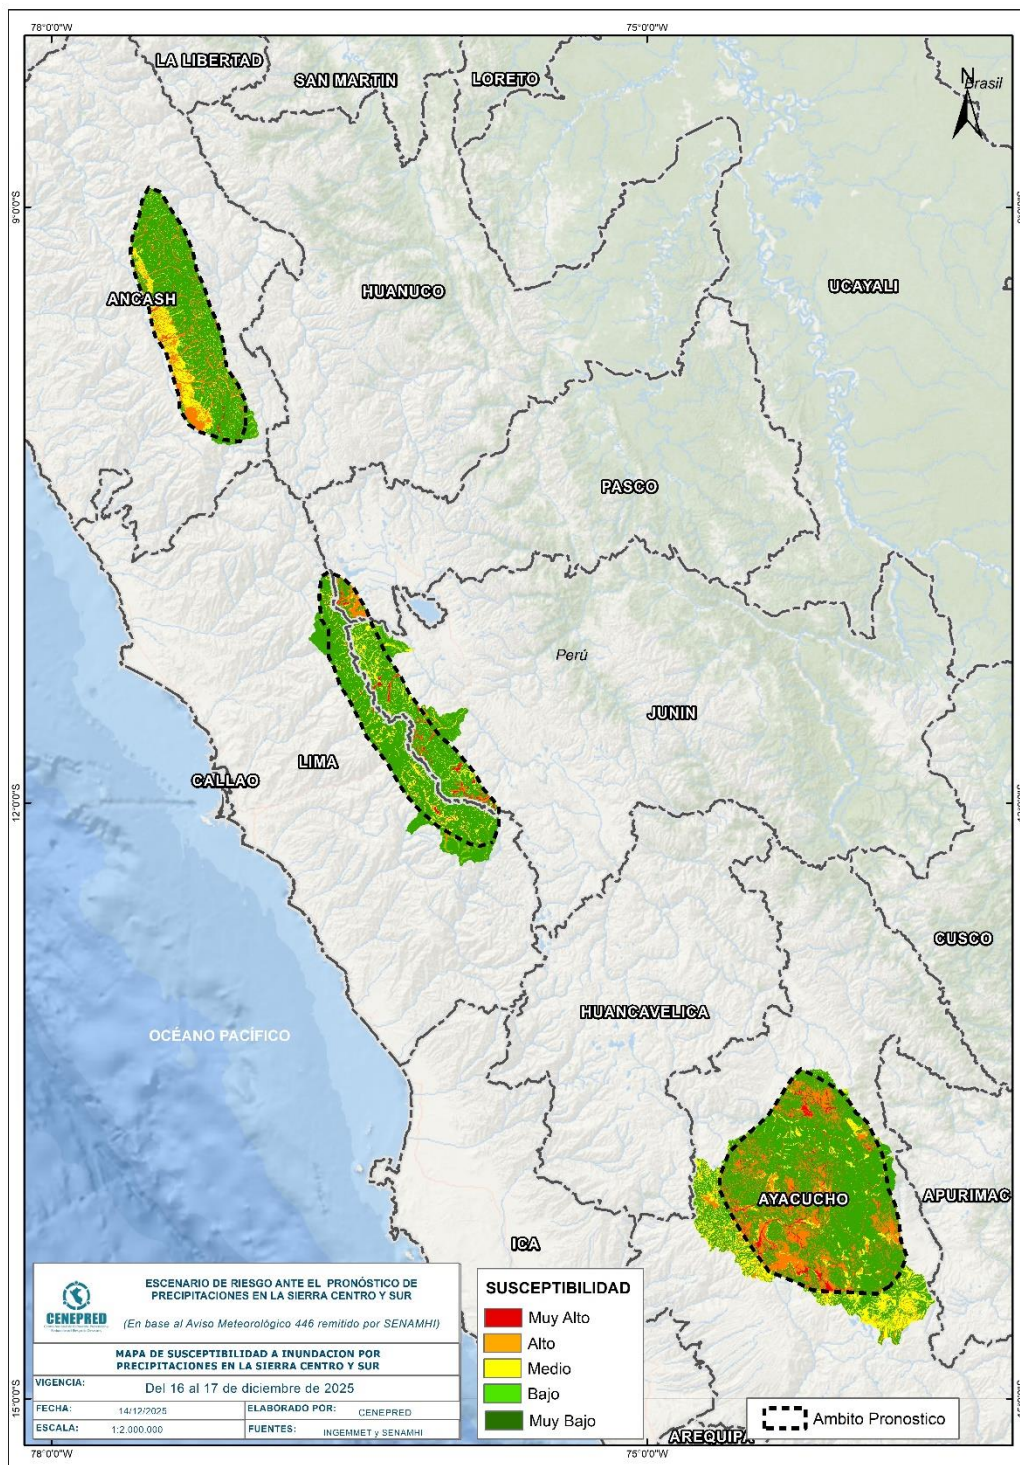 78°0'0"W
75°0'0"W
LA LIBERTAD
SAN MARTIN
LORETO
N
Brasil
9°0'0"S
ANCASH
HUANUCO
UCAYALI
PASCO
Perú
JUNIN
LIMA
CALLAO
12°0'0"S
CUSCO
HUANCAVELICA
OCÉANO PACÍFICO
AYACUCHO
APURIMAC
ICA
CENEPRED
ESCENARIO DE RIESGO ANTE EL PRONÓSTICO DE
PRECIPITACIONES EN LA SIERRA CENTRO Y SUR
(En base al Aviso Meteorológico 446 remitido por SENAMHI)
MAPA DE SUSCEPTIBILIDAD A INUNDACION POR
PRECIPITACIONES EN LA SIERRA CENTRO Y SUR
VIGENCIA: Del 16 al 17 de diciembre de 2025
FECHA: 14/12/2025 ELABORADO POR: CENEPRED
ESCALA: 1:2.000.000 FUENTES: INGEMMET y SENAMHI
SUSCEPTIBILIDAD
Muy Alto
Alto
Medio
Bajo
Muy Bajo
Ambito Pronostico
15°0'0"S
AREQUIPA
78°0'0"W
75°0'0"W